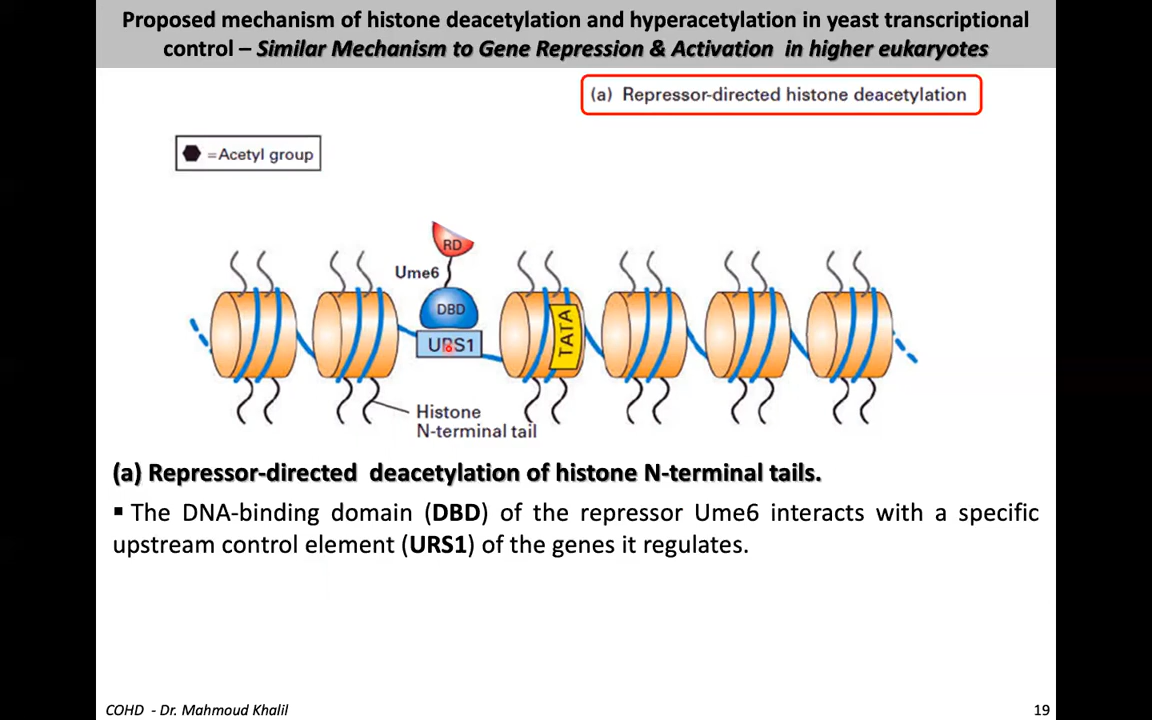 Proposed mechanism of histone deacetylation and hyperacetylation in yeast transcriptional
control – Similar Mechanism to Gene Repression & Activation in higher eukaryotes
(a) Repressor-directed histone deacetylation
=Acetyl group
RD
Ume6
DBD
URS1
TATA
Histone
N-terminal tail
(a) Repressor-directed deacetylation of histone N-terminal tails.
▪ The DNA-binding domain (DBD) of the repressor Ume6 interacts with a specific
upstream control element (URS1) of the genes it regulates.
COHD - Dr. Mahmoud Khalil
19